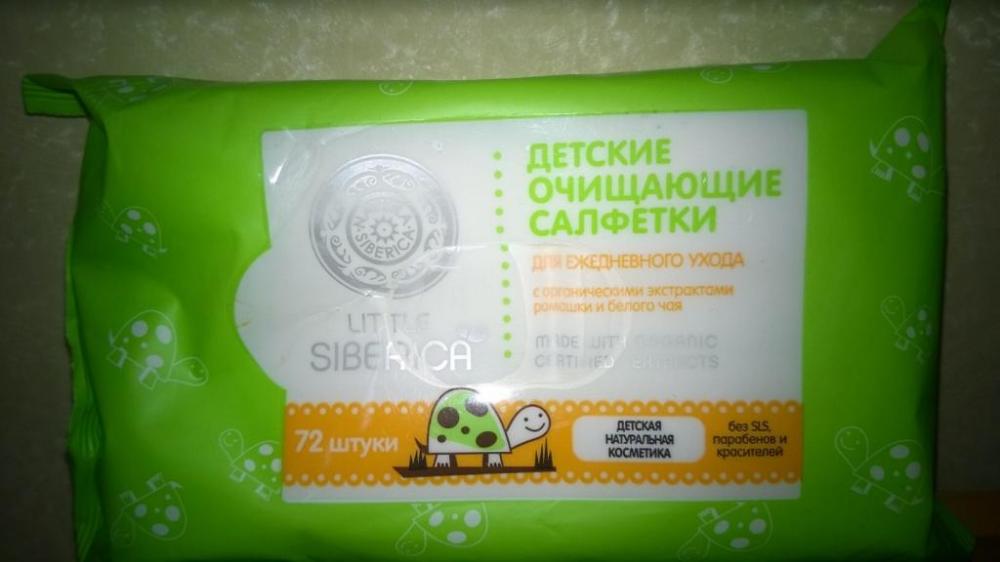 N. SIBERICA
LITTLE
SIBERICA
ДЕТСКИЕ
ОЧИЩАЮЩИЕ
САЛФЕТКИ
ДЛЯ ЕЖЕДНЕВНОГО УХОДА
с органическими экстрактами
ромашки и белого чая
MADE WITH ORGANIC
CERTIFIED EXTRACTS
72 штуки
ДЕТСКАЯ
НАТУРАЛЬНАЯ
КОСМЕТИКА
без SLS,
парабенов и
красителей